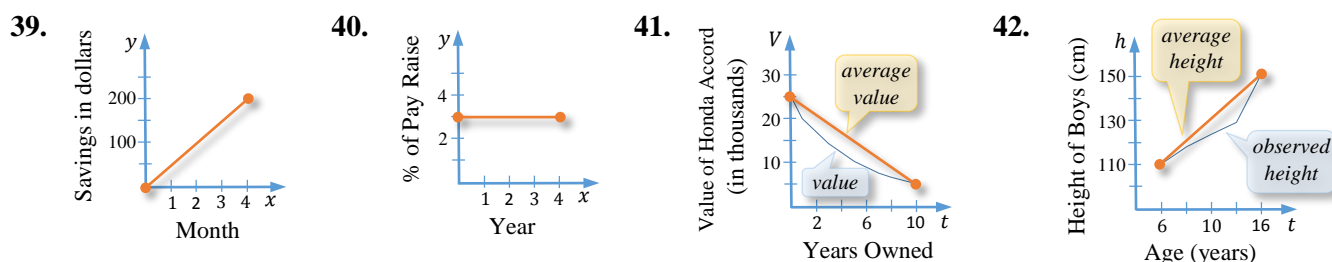 39.
Savings in dollars
y
200
100
1 2 3 4 x
Month
40.
% of Pay Raise
y
4
2
1 2 3 4 x
Year
41.
Value of Honda Accord
(in thousands)
V
30
20
10
average
value
value
2 6 10 t
Years Owned
42.
Height of Boys (cm)
h
150
130
110
average
height
observed
height
6 10 16 t
Age (years)